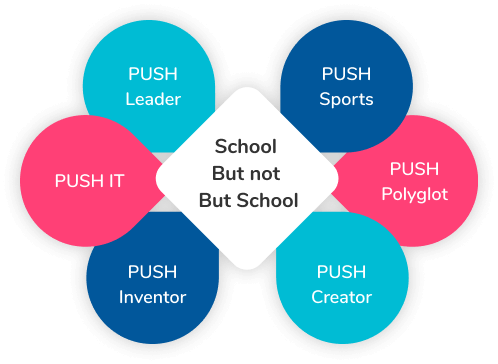 PUSH
Leader
PUSH
Sports
PUSH IT
School
But not
But School
PUSH
Polyglot
PUSH
Inventor
PUSH
Creator